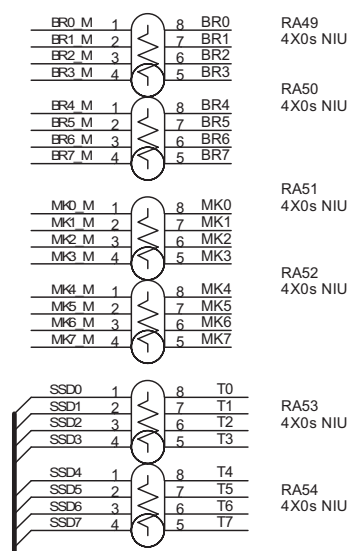 BR0_M 1 8 BR0 RA49
BR1_M 2 7 BR1 4X0s NIU
BR2_M 3 6 BR2
BR3_M 4 5 BR3
RA50
BR4_M 1 8 BR4 4X0s NIU
BR5_M 2 7 BR5
BR6_M 3 6 BR6
BR7_M 4 5 BR7
RA51
MK0_M 1 8 MK0 4X0s NIU
MK1_M 2 7 MK1
MK2_M 3 6 MK2
MK3_M 4 5 MK3
RA52
MK4_M 1 8 MK4 4X0s NIU
MK5_M 2 7 MK5
MK6_M 3 6 MK6
MK7_M 4 5 MK7
SSD0 1 8 T0
SSD1 2 7 T1 RA53
SSD2 3 6 T2 4X0s NIU
SSD3 4 5 T3
SSD4 1 8 T4
SSD5 2 7 T5 RA54
SSD6 3 6 T6 4X0s NIU
SSD7 4 5 T7